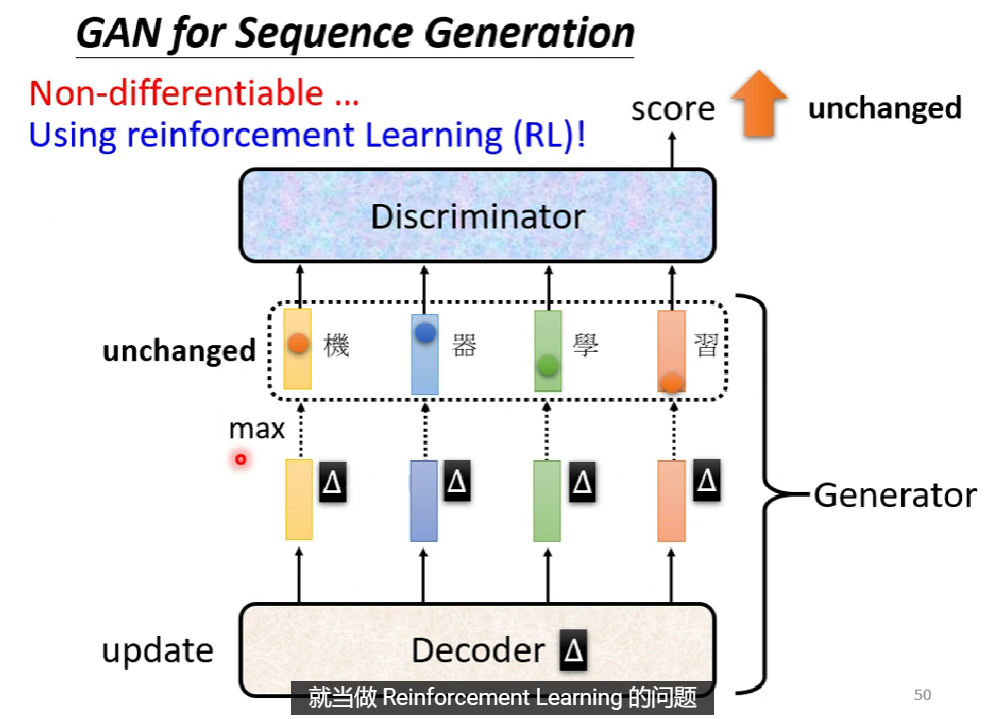 GAN for Sequence Generation
Non-differentiable …
Using reinforcement Learning (RL)!
score
unchanged
Discriminator
unchanged
機
器
學
習
max
Δ
Δ
Δ
Δ
Generator
update
Decoder Δ
就当做 Reinforcement Learning 的问题
50